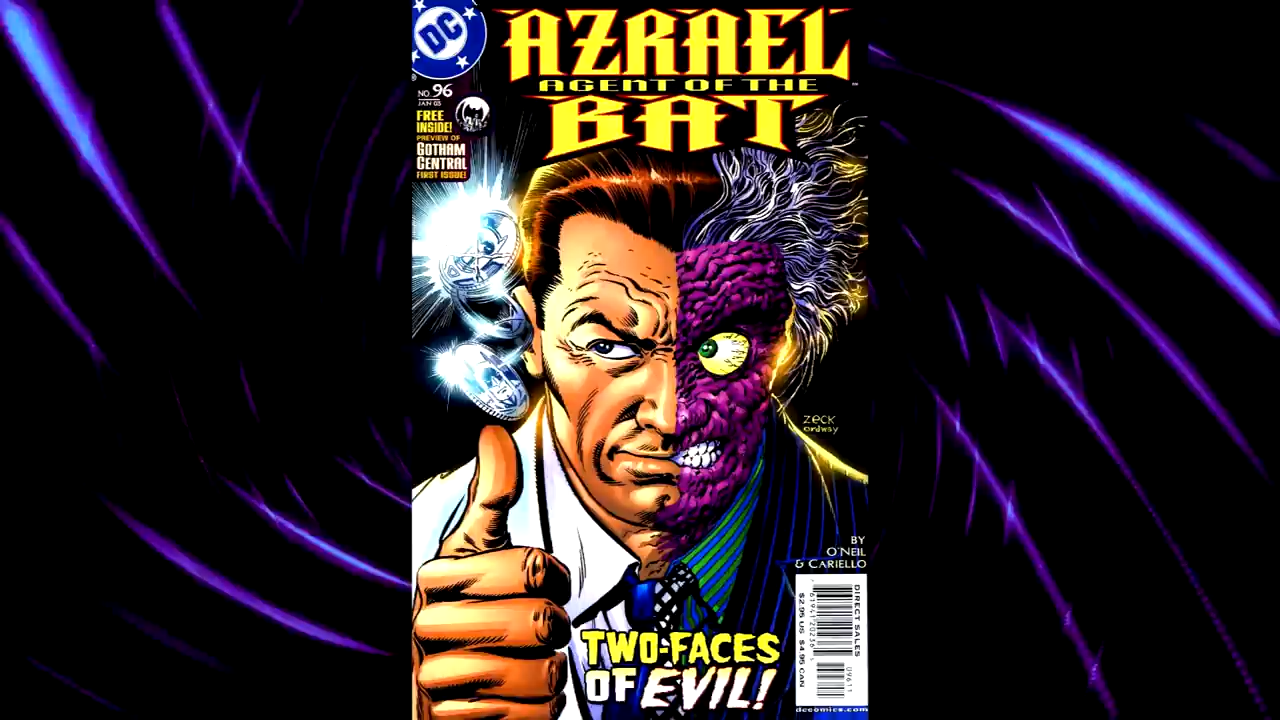 DC
AZRAEL
AGENT OF THE
BAT
NO. 96
JAN 03
FREE
INSIDE!
PREVIEW OF
GOTHAM
CENTRAL
FIRST ISSUE!
ZECK
ordway
BY
O'NEIL
& CARIELLO
TWO-FACES
OF EVIL!
DIRECT SALES
09611
$2.95 US $4.95 CAN
dccomics.com